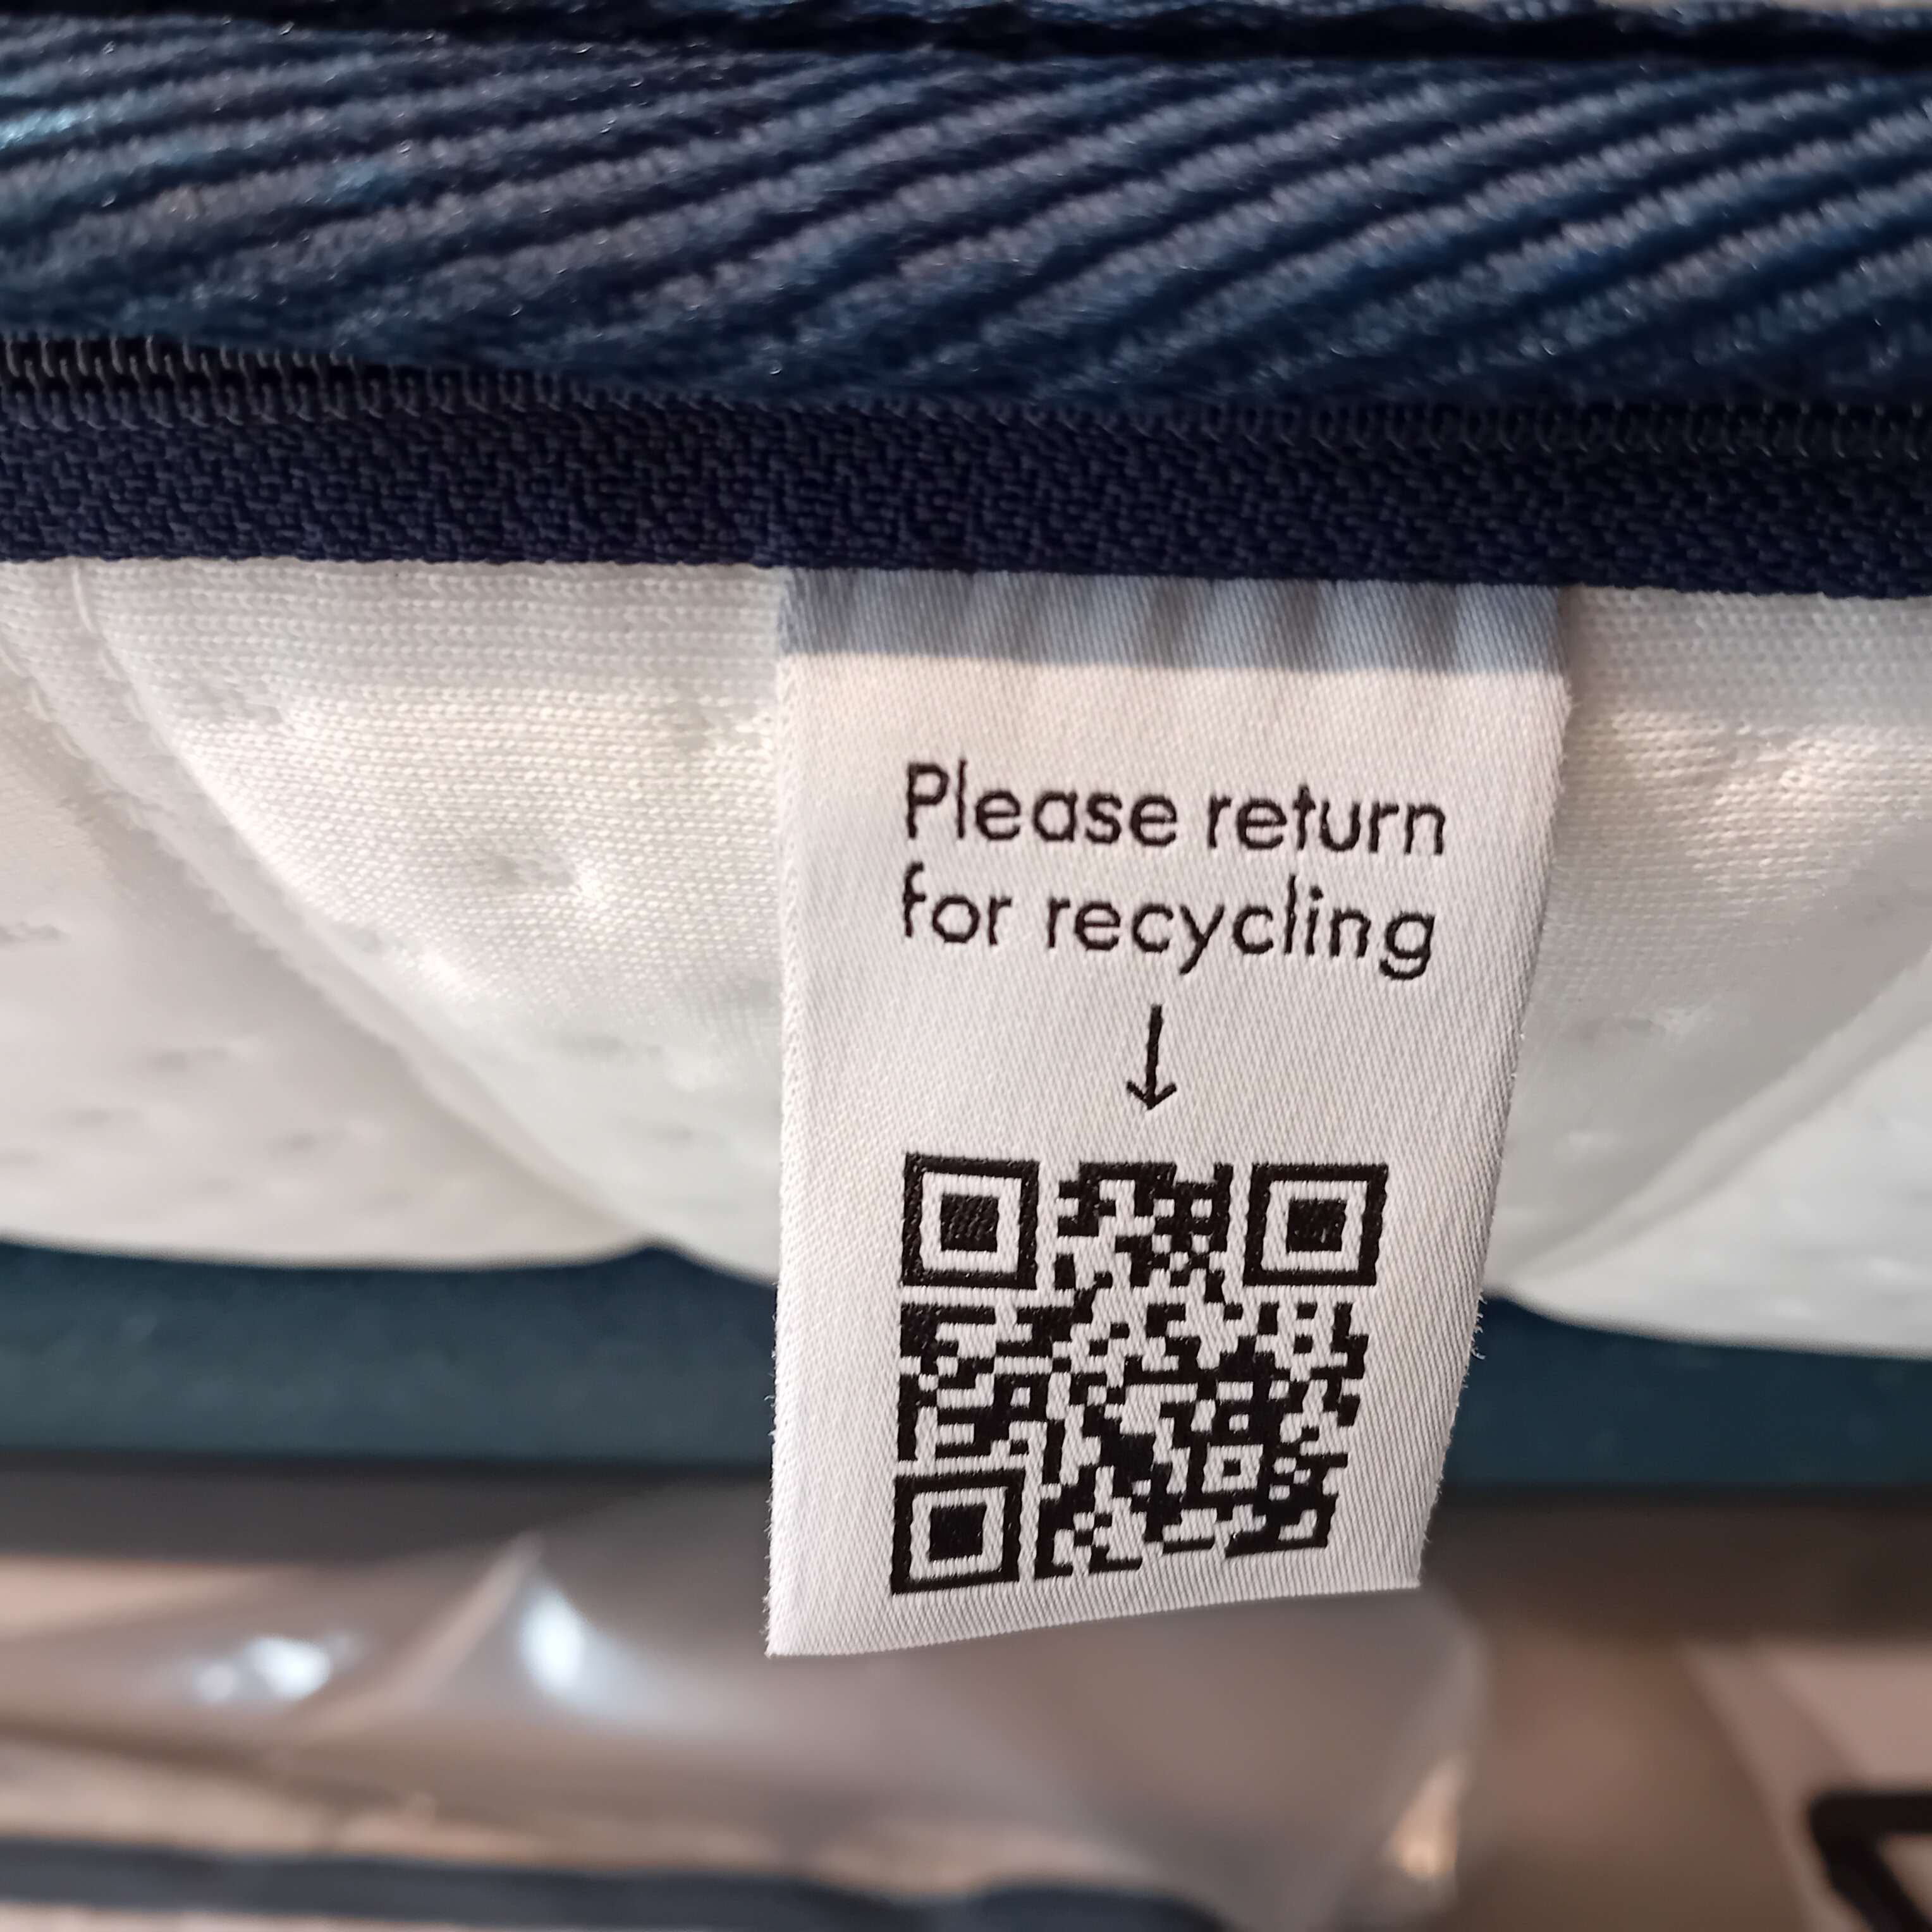 Please return
for recycling